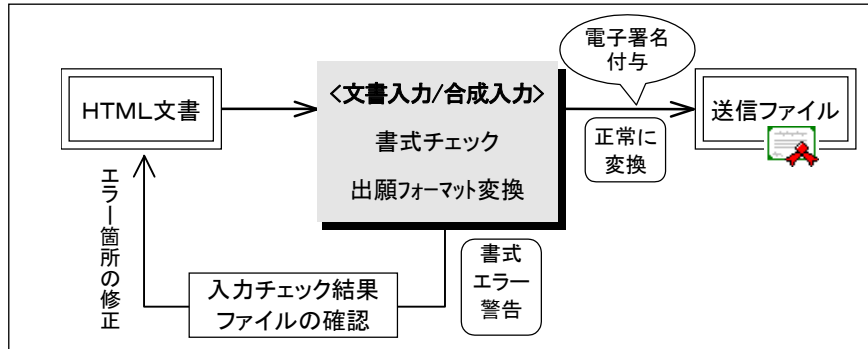 電子署名
付与
HTML文書
<文書入力/合成入力>
書式チェック
出願フォーマット変換
送信ファイル
正常に
変換
エラー箇所の修正
入力チェック結果
ファイルの確認
書式
エラー
警告